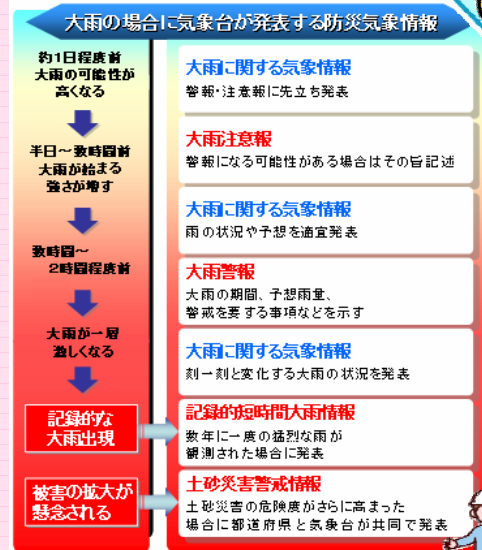 大雨の場合に気象台が発表する防災気象情報
約1日程度前
大雨の可能性が
高くなる
大雨に関する気象情報
警報・注意報に先立ち発表
半日～数時間前
大雨が始まる
強さが増す
大雨注意報
警報になる可能性がある場合はその旨記述
大雨に関する気象情報
雨の状況や予想を適宜発表
数時間～
2時間程度前
大雨警報
大雨の期間、予想雨量、
警戒を要する事項などを示す
大雨が一層
激しくなる
大雨に関する気象情報
刻一刻と変化する大雨の状況を発表
記録的な
大雨出現
記録的短時間大雨情報
数年に一度の猛烈な雨が
観測された場合に発表
被害の拡大が
懸念される
土砂災害警戒情報
土砂災害の危険度がさらに高まった
場合に都道府県と気象台が共同で発表